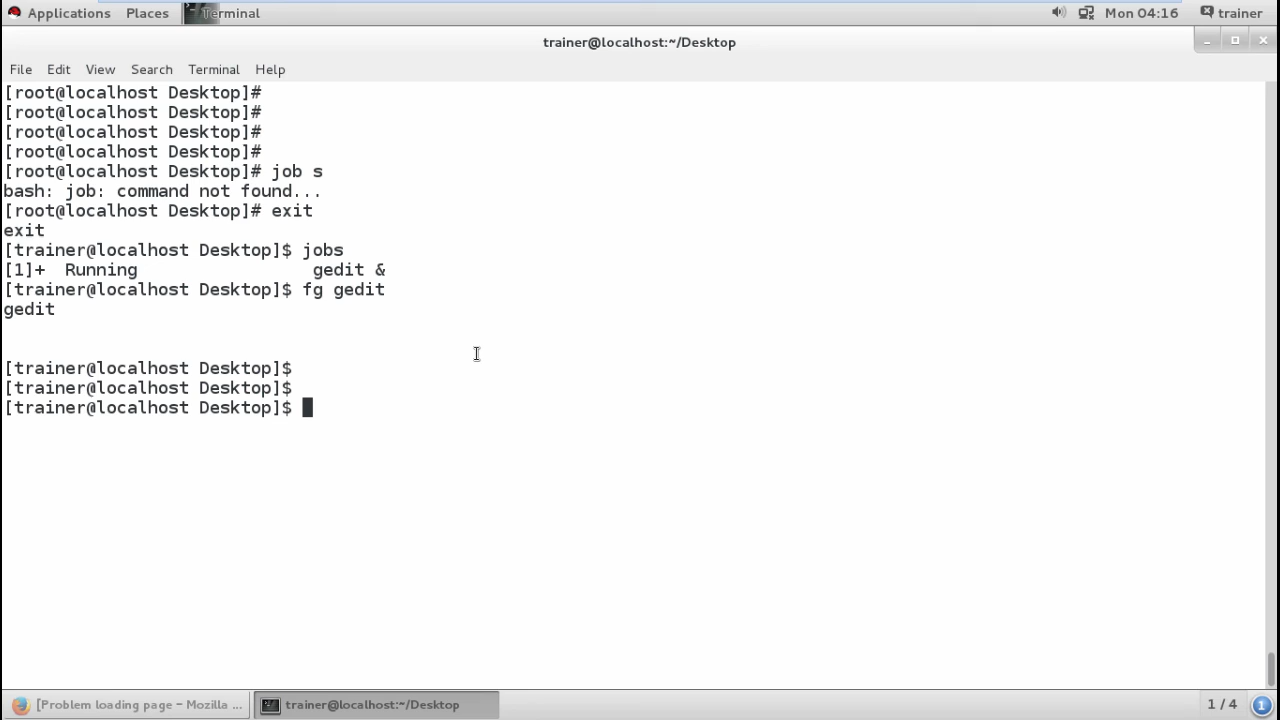 Applications Places Terminal Mon 04:16 trainer
trainer@localhost:~/Desktop
File Edit View Search Terminal Help
[root@localhost Desktop]#
[root@localhost Desktop]#
[root@localhost Desktop]#
[root@localhost Desktop]#
[root@localhost Desktop]# job s
bash: job: command not found...
[root@localhost Desktop]# exit
exit
[trainer@localhost Desktop]$ jobs
[1]+  Running                 gedit &
[trainer@localhost Desktop]$ fg gedit
gedit
[trainer@localhost Desktop]$
[trainer@localhost Desktop]$
[trainer@localhost Desktop]$
[Problem loading page - Mozilla ... trainer@localhost:~/Desktop 1 / 4 1